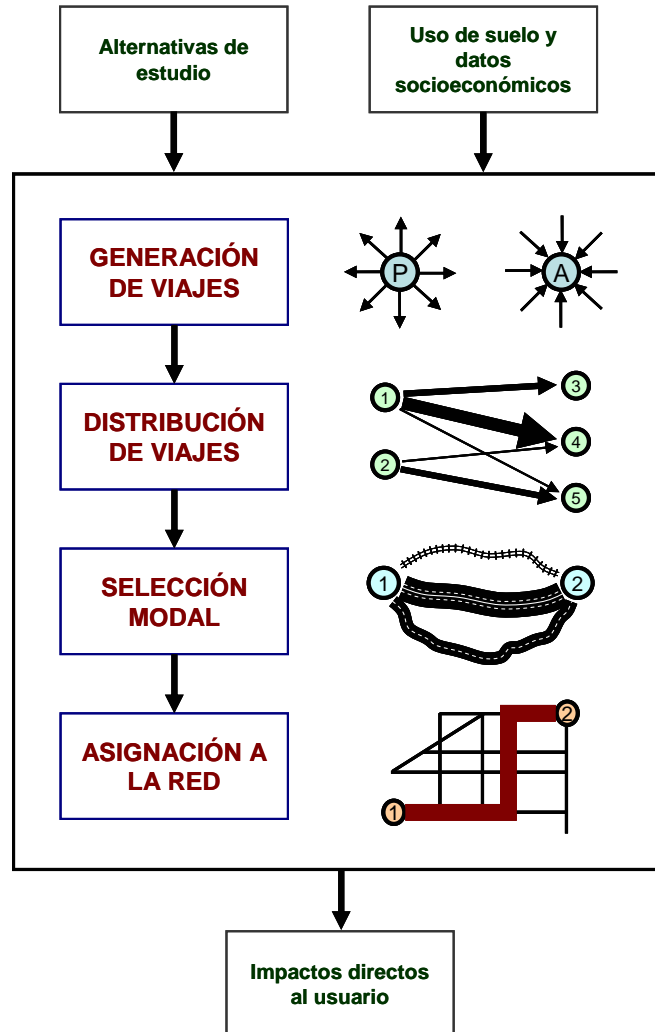 Alternativas de
estudio
Uso de suelo y
datos
socioeconómicos
GENERACIÓN
DE VIAJES
P
A
DISTRIBUCIÓN
DE VIAJES
1
2
3
4
5
SELECCIÓN
MODAL
1
2
ASIGNACIÓN A
LA RED
1
2
Impactos directos
al usuario